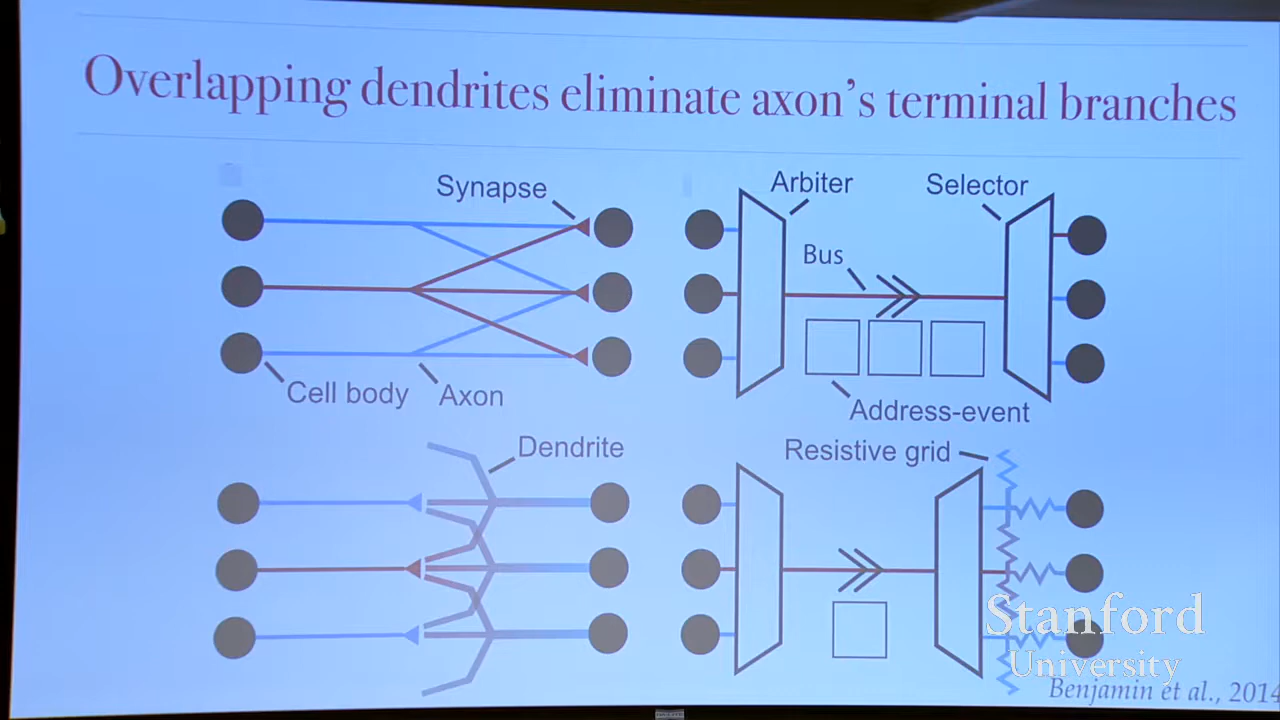 Overlapping dendrites eliminate axon's terminal branches
Synapse
Cell body
Axon
Arbiter
Selector
Bus
Address-event
Dendrite
Resistive grid
Stanford
University
Benjamin et al., 2014